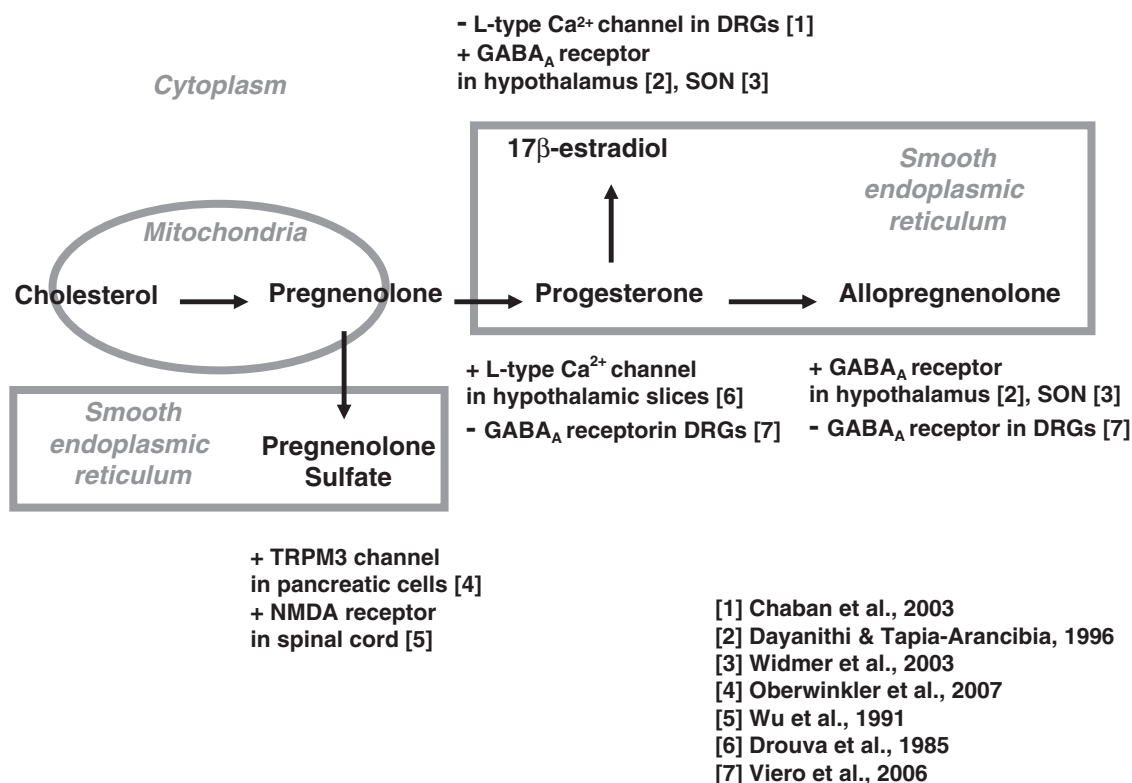 - L-type Ca²⁺ channel in DRGs [1]
+ GABA_A receptor
in hypothalamus [2], SON [3]
Cytoplasm
17β-estradiol
Smooth
endoplasmic
reticulum
Mitochondria
Cholesterol
Pregnenolone
Progesterone
Allopregnenolone
+ L-type Ca²⁺ channel
in hypothalamic slices [6]
- GABA_A receptorin DRGs [7]
+ GABA_A receptor
in hypothalamus [2], SON [3]
- GABA_A receptor in DRGs [7]
Smooth
endoplasmic
reticulum
Pregnenolone
Sulfate
+ TRPM3 channel
in pancreatic cells [4]
+ NMDA receptor
in spinal cord [5]
[1] Chaban et al., 2003
[2] Dayanithi & Tapia-Arancibia, 1996
[3] Widmer et al., 2003
[4] Oberwinkler et al., 2007
[5] Wu et al., 1991
[6] Drouva et al., 1985
[7] Viero et al., 2006